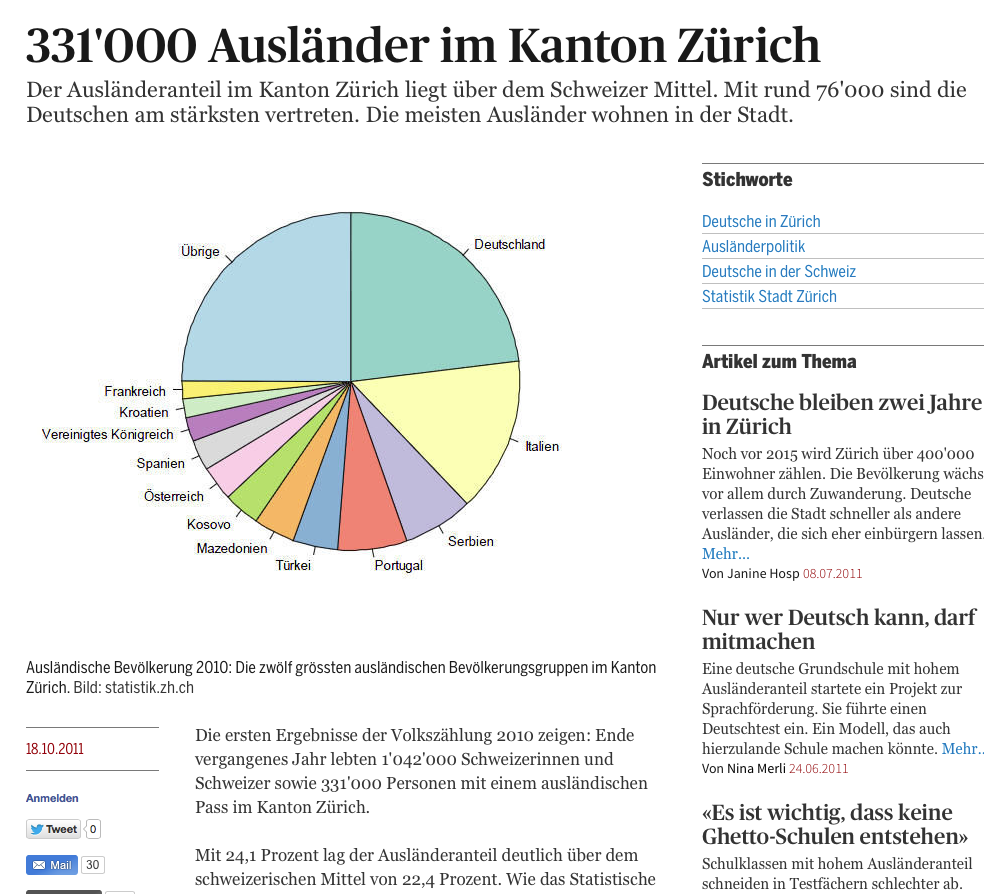 331'000 Ausländer im Kanton Zürich
Der Ausländeranteil im Kanton Zürich liegt über dem Schweizer Mittel. Mit rund 76'000 sind die
Deutschen am stärksten vertreten. Die meisten Ausländer wohnen in der Stadt.
Übrige
Deutschland
Frankreich
Kroatien
Vereinigtes Königreich
Spanien
Österreich
Kosovo
Mazedonien
Türkei
Portugal
Serbien
Italien
Ausländische Bevölkerung 2010: Die zwölf grössten ausländischen Bevölkerungsgruppen im Kanton
Zürich. Bild: statistik.zh.ch
18.10.2011
Anmelden
Tweet 0
Mail 30
Die ersten Ergebnisse der Volkszählung 2010 zeigen: Ende
vergangenes Jahr lebten 1'042'000 Schweizerinnen und
Schweizer sowie 331'000 Personen mit einem ausländischen
Pass im Kanton Zürich.
Mit 24,1 Prozent lag der Ausländeranteil deutlich über dem
schweizerischen Mittel von 22,4 Prozent. Wie das Statistische
Stichworte
Deutsche in Zürich
Ausländerpolitik
Deutsche in der Schweiz
Statistik Stadt Zürich
Artikel zum Thema
Deutsche bleiben zwei Jahre
in Zürich
Noch vor 2015 wird Zürich über 400'000
Einwohner zählen. Die Bevölkerung wächs
vor allem durch Zuwanderung. Deutsche
verlassen die Stadt schneller als andere
Ausländer, die sich eher einbürgern lassen.
Mehr...
Von Janine Hosp 08.07.2011
Nur wer Deutsch kann, darf
mitmachen
Eine deutsche Grundschule mit hohem
Ausländeranteil startete ein Projekt zur
Sprachförderung. Sie führte einen
Deutschtest ein. Ein Modell, das auch
hierzulande Schule machen könnte. Mehr..
Von Nina Merli 24.06.2011
«Es ist wichtig, dass keine
Ghetto-Schulen entstehen»
Schulklassen mit hohem Ausländeranteil
schneiden in Testfächern schlechter ab.